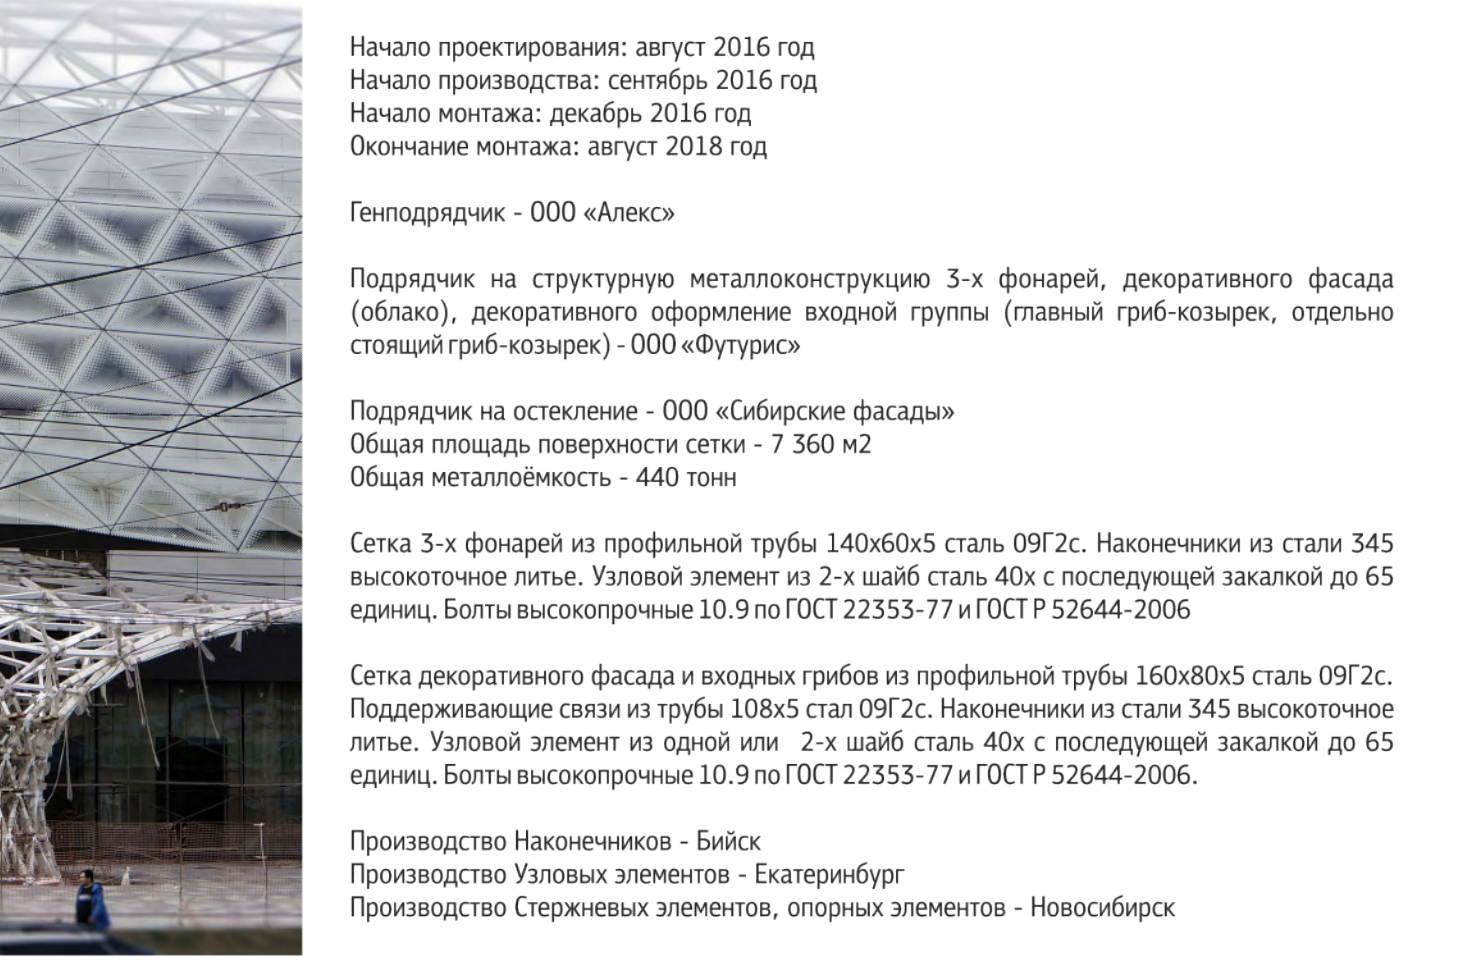 Начало проектирования: август 2016 год
Начало производства: сентябрь 2016 год
Начало монтажа: декабрь 2016 год
Окончание монтажа: август 2018 год
Генподрядчик - ООО «Алекс»
Подрядчик на структурную металлоконструкцию 3-х фонарей, декоративного фасада
(облако), декоративного оформление входной группы (главный гриб-козырек, отдельно
стоящий гриб-козырек) - ООО «Футурис»
Подрядчик на остекление - ООО «Сибирские фасады»
Общая площадь поверхности сетки - 7 360 м2
Общая металлоёмкость - 440 тонн
Сетка 3-х фонарей из профильной трубы 140х60х5 сталь 09Г2с. Наконечники из стали 345
высокоточное литье. Узловой элемент из 2-х шайб сталь 40х с последующей закалкой до 65
единиц. Болты высокопрочные 10.9 по ГОСТ 22353-77 и ГОСТ Р 52644-2006
Сетка декоративного фасада и входных грибов из профильной трубы 160х80х5 сталь 09Г2с.
Поддерживающие связи из трубы 108х5 стал 09Г2с. Наконечники из стали 345 высокоточное
литье. Узловой элемент из одной или 2-х шайб сталь 40х с последующей закалкой до 65
единиц. Болты высокопрочные 10.9 по ГОСТ 22353-77 и ГОСТ Р 52644-2006.
Производство Наконечников - Бийск
Производство Узловых элементов - Екатеринбург
Производство Стержневых элементов, опорных элементов - Новосибирск